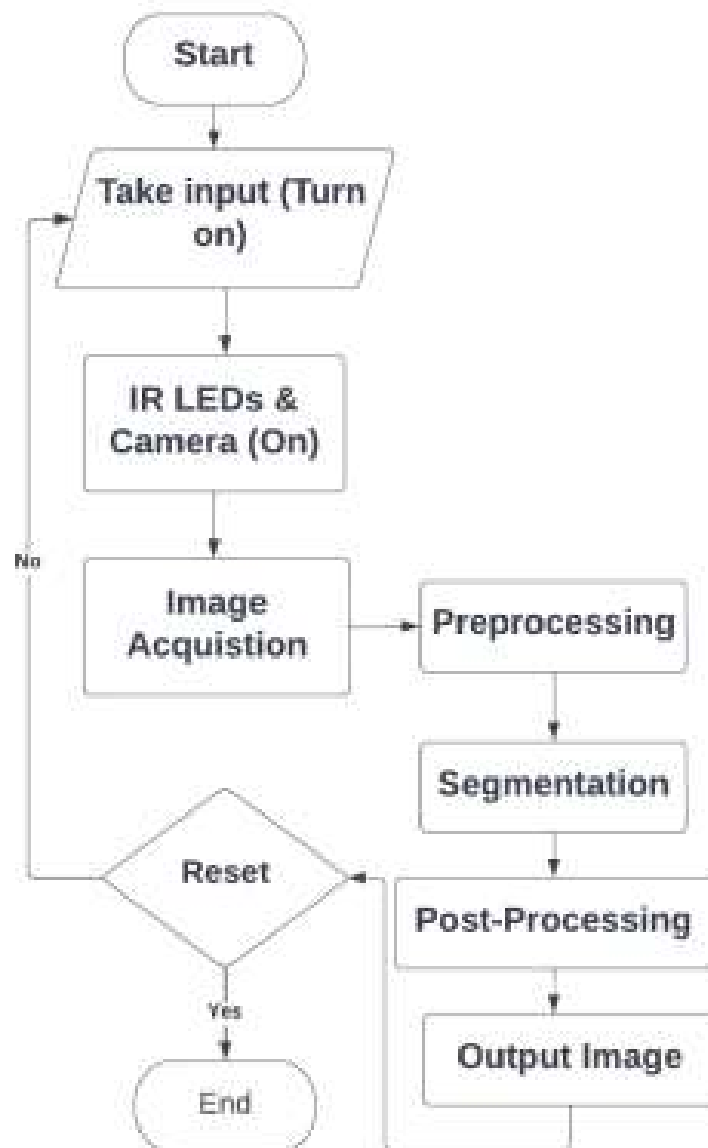 Start
Take input (Turn
on)
IR LEDs &
Camera (On)
No
Image
Acquistion
Preprocessing
Segmentation
Reset
Post-Processing
Yes
Output Image
End